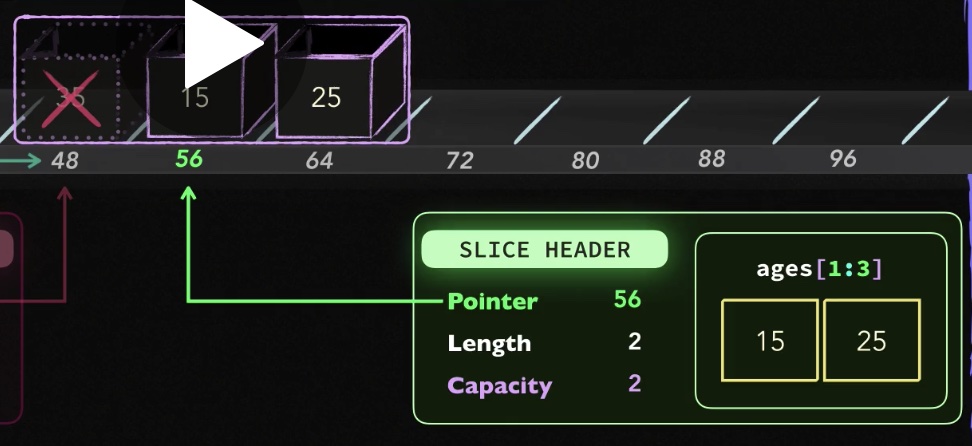 35 15 25
48 56 64 72 80 88 96
SLICE HEADER
Pointer 56
Length 2
Capacity 2
ages[1:3]
15 25